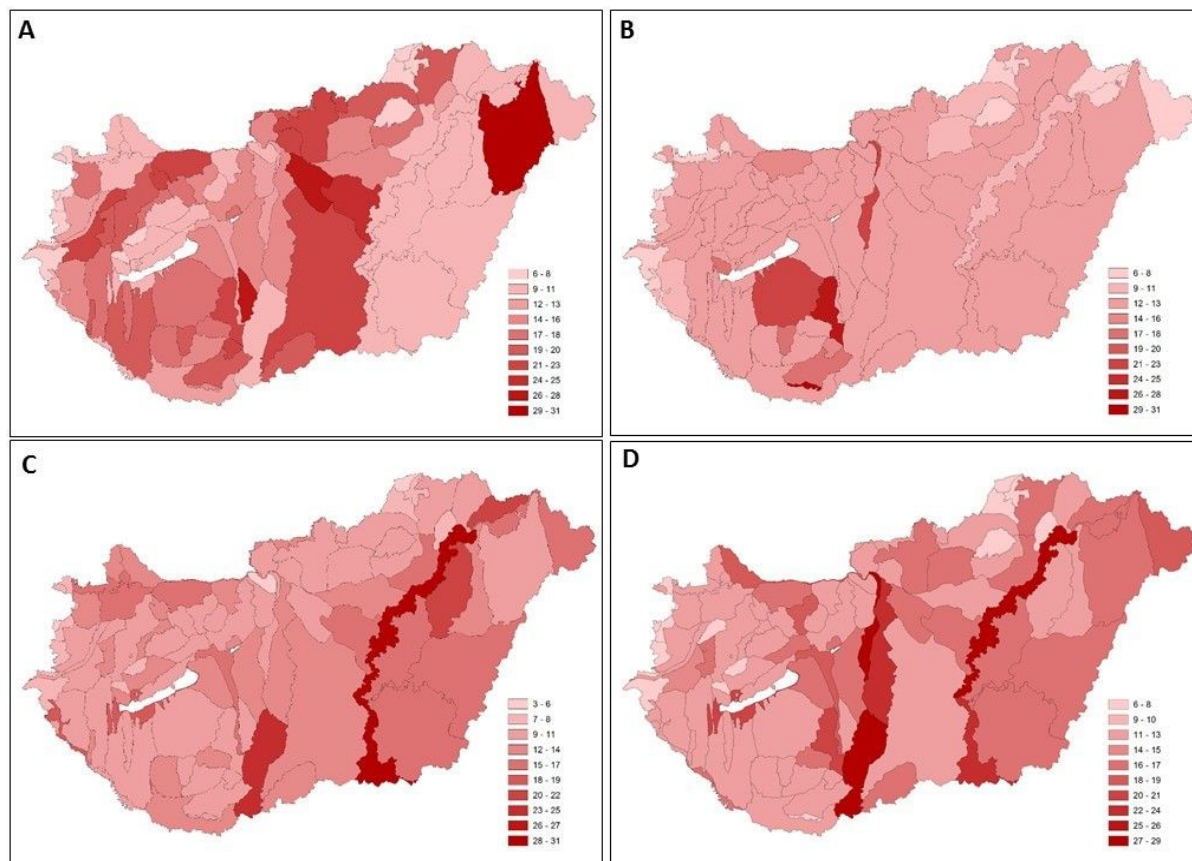 A
6 - 8
9 - 11
12 - 13
14 - 16
17 - 18
19 - 20
21 - 23
24 - 25
26 - 28
29 - 31
B
6 - 8
9 - 11
12 - 13
14 - 16
17 - 18
19 - 20
21 - 23
24 - 25
26 - 28
29 - 31
C
3 - 6
7 - 8
9 - 11
12 - 14
15 - 17
18 - 19
20 - 22
23 - 25
26 - 27
28 - 31
D
6 - 8
9 - 10
11 - 13
14 - 15
16 - 17
18 - 19
20 - 21
22 - 24
25 - 26
27 - 29